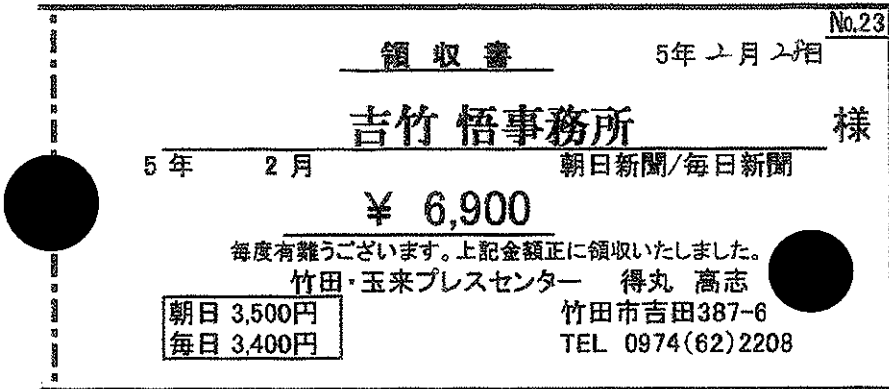 No.23
領収書 5年2月28日
吉竹 悟事務所 様
5年 2月 朝日新聞/毎日新聞
¥ 6,900
毎度有難うございます。上記金額正に領収いたしました。
竹田・玉来プレスセンター 得丸 高志
朝日 3,500円 竹田市吉田387-6
毎日 3,400円 TEL 0974(62)2208